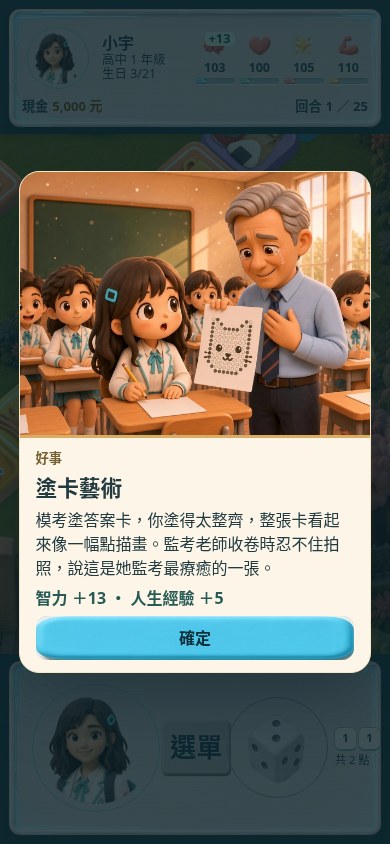 小宇
高中 1 年級
生日 3/21
+13
103
100
105
110
現金 5,000 元
回合 1 ／ 25
好事
塗卡藝術
模考塗答案卡，你塗得太整齊，整張卡看起
來像一幅點描畫。監考老師收卷時忍不住拍
照，說這是她監考最療癒的一張。
智力 ＋13 · 人生經驗 ＋5
確定
選單
1 1
共 2 點